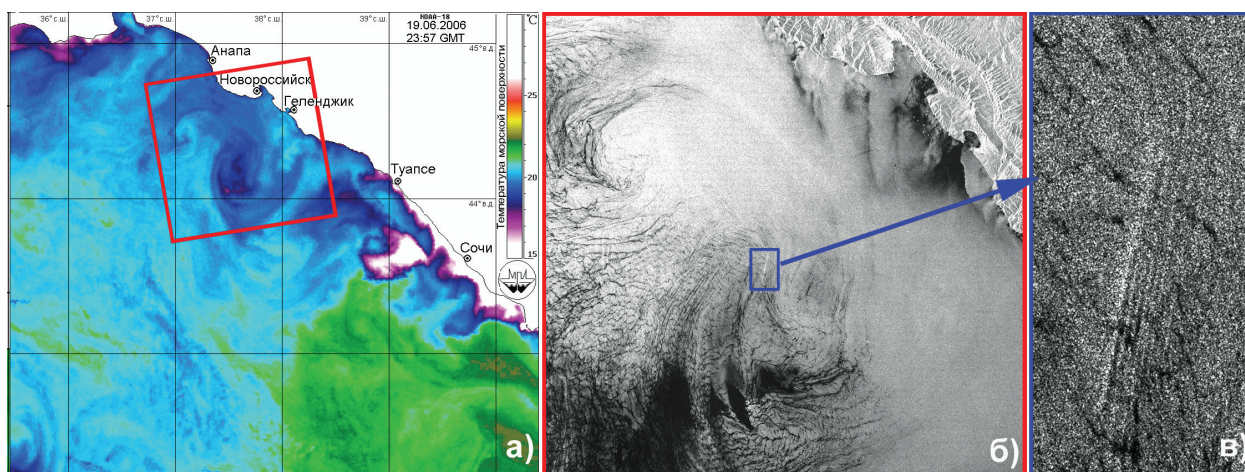 36°с.ш. 37°с.ш. 38°с.ш. 39°с.ш.
NOAA-18
19.06.2006
23:57 GMT
°C
45°в.д.
Анапа
Новороссийск
Геленджик
25
Температура морской поверхности
20
Туапсе
44°в.д.
Сочи
15
МГИ
а)
б)
в)